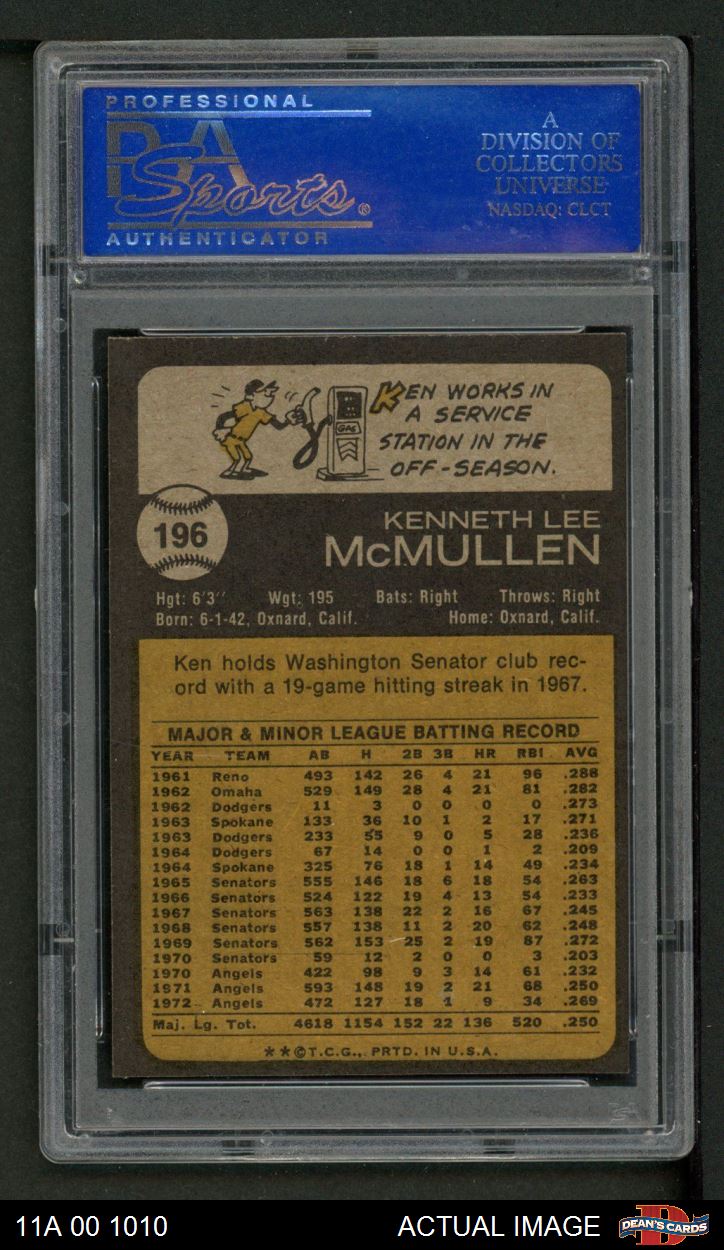 PROFESSIONAL
PSA
Sports ®
AUTHENTICATOR
A
DIVISION OF
COLLECTORS
UNIVERSE
NASDAQ: CLCT
GAS
KEN WORKS IN
A SERVICE
STATION IN THE
OFF-SEASON.
196
KENNETH LEE
McMULLEN
Hgt: 6'3" Wgt: 195 Bats: Right Throws: Right
Born: 6-1-42, Oxnard, Calif. Home: Oxnard, Calif.
Ken holds Washington Senator club rec-
ord with a 19-game hitting streak in 1967.
MAJOR & MINOR LEAGUE BATTING RECORD
YEAR TEAM AB H 2B 3B HR RBI AVG
1961 Reno 493 142 26 4 21 96 .288
1962 Omaha 529 149 28 4 21 81 .282
1962 Dodgers 11 3 0 0 0 0 .273
1963 Spokane 133 36 10 1 2 17 .271
1963 Dodgers 233 55 9 0 5 28 .236
1964 Dodgers 67 14 0 0 1 2 .209
1964 Spokane 325 76 18 1 14 49 .234
1965 Senators 555 146 18 6 18 54 .263
1966 Senators 524 122 19 4 13 54 .233
1967 Senators 563 138 22 2 16 67 .245
1968 Senators 557 138 11 2 20 62 .248
1969 Senators 562 153 25 2 19 87 .272
1970 Senators 59 12 2 0 0 3 .203
1970 Angels 422 98 9 3 14 61 .232
1971 Angels 593 148 19 2 21 68 .250
1972 Angels 472 127 18 1 9 34 .269
Maj. Lg. Tot. 4618 1154 152 22 136 520 .250
**©T.C.G., PRTD. IN U.S.A.
11A 00 1010 ACTUAL IMAGE DEAN'S CARDS